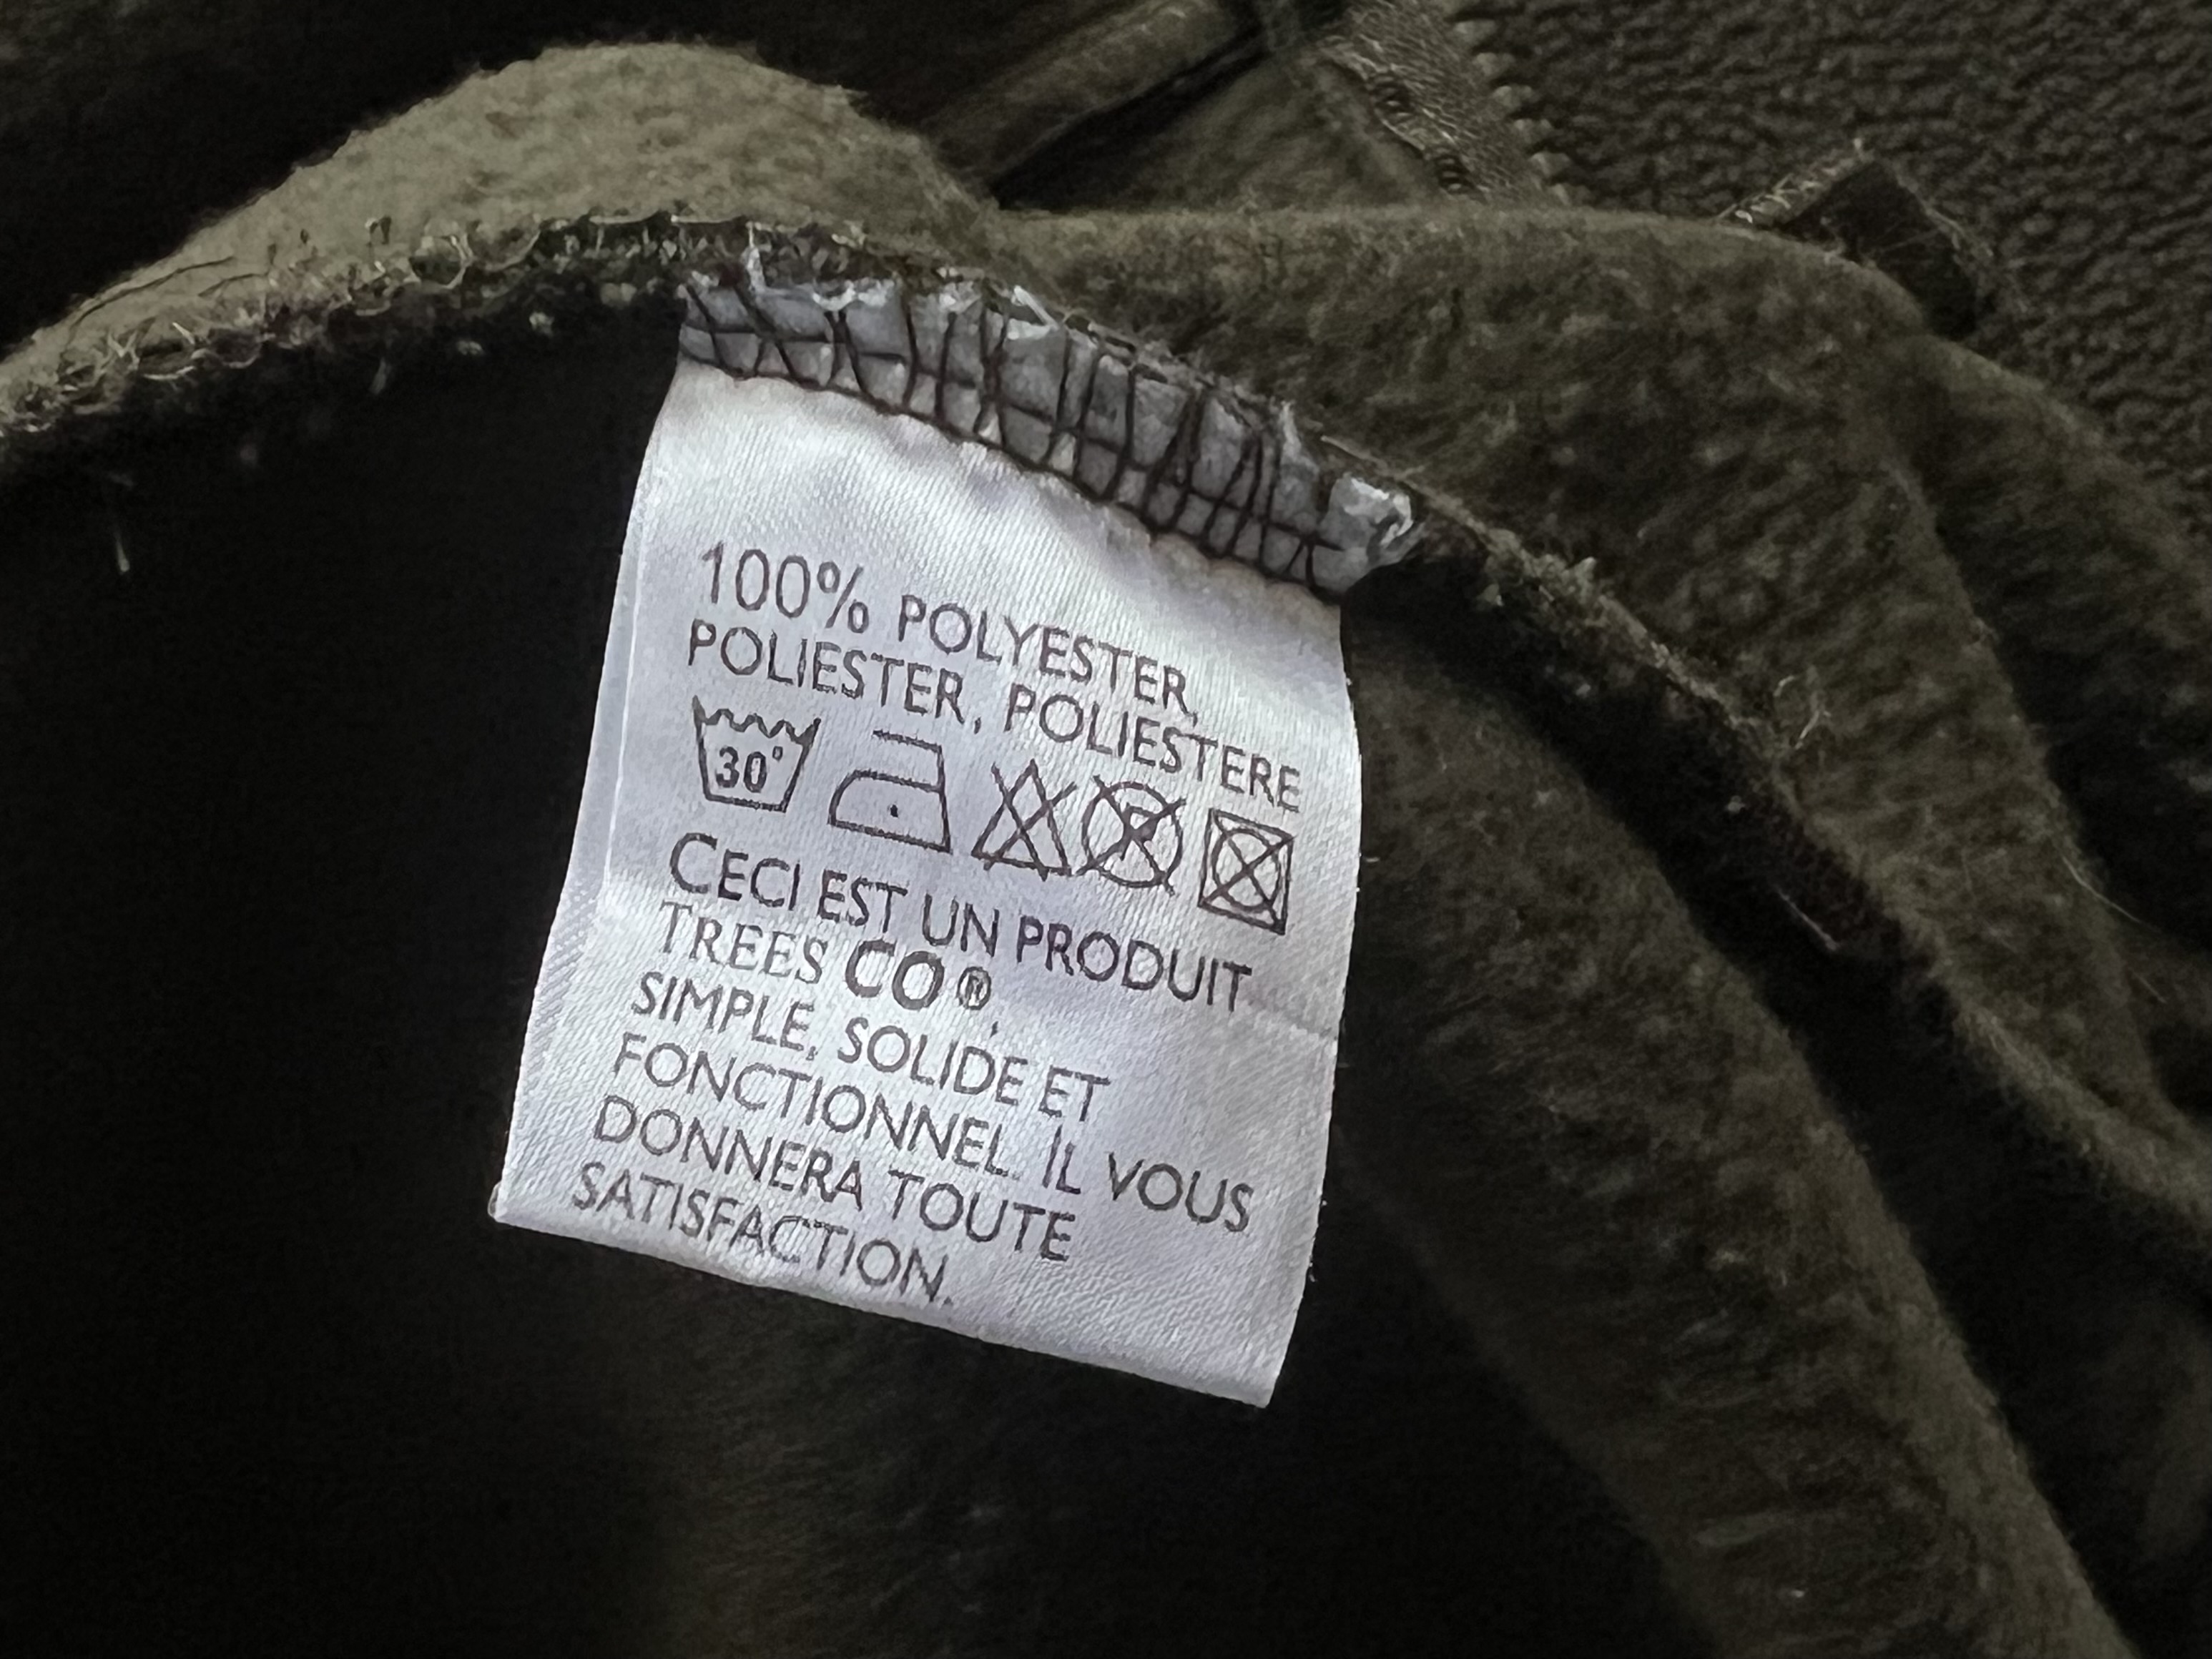 100% POLYESTER,
POLIESTER, POLIESTERE
30°
CECI EST UN PRODUIT
TREES CO®,
SIMPLE, SOLIDE ET
FONCTIONNEL. IL VOUS
DONNERA TOUTE
SATISFACTION.